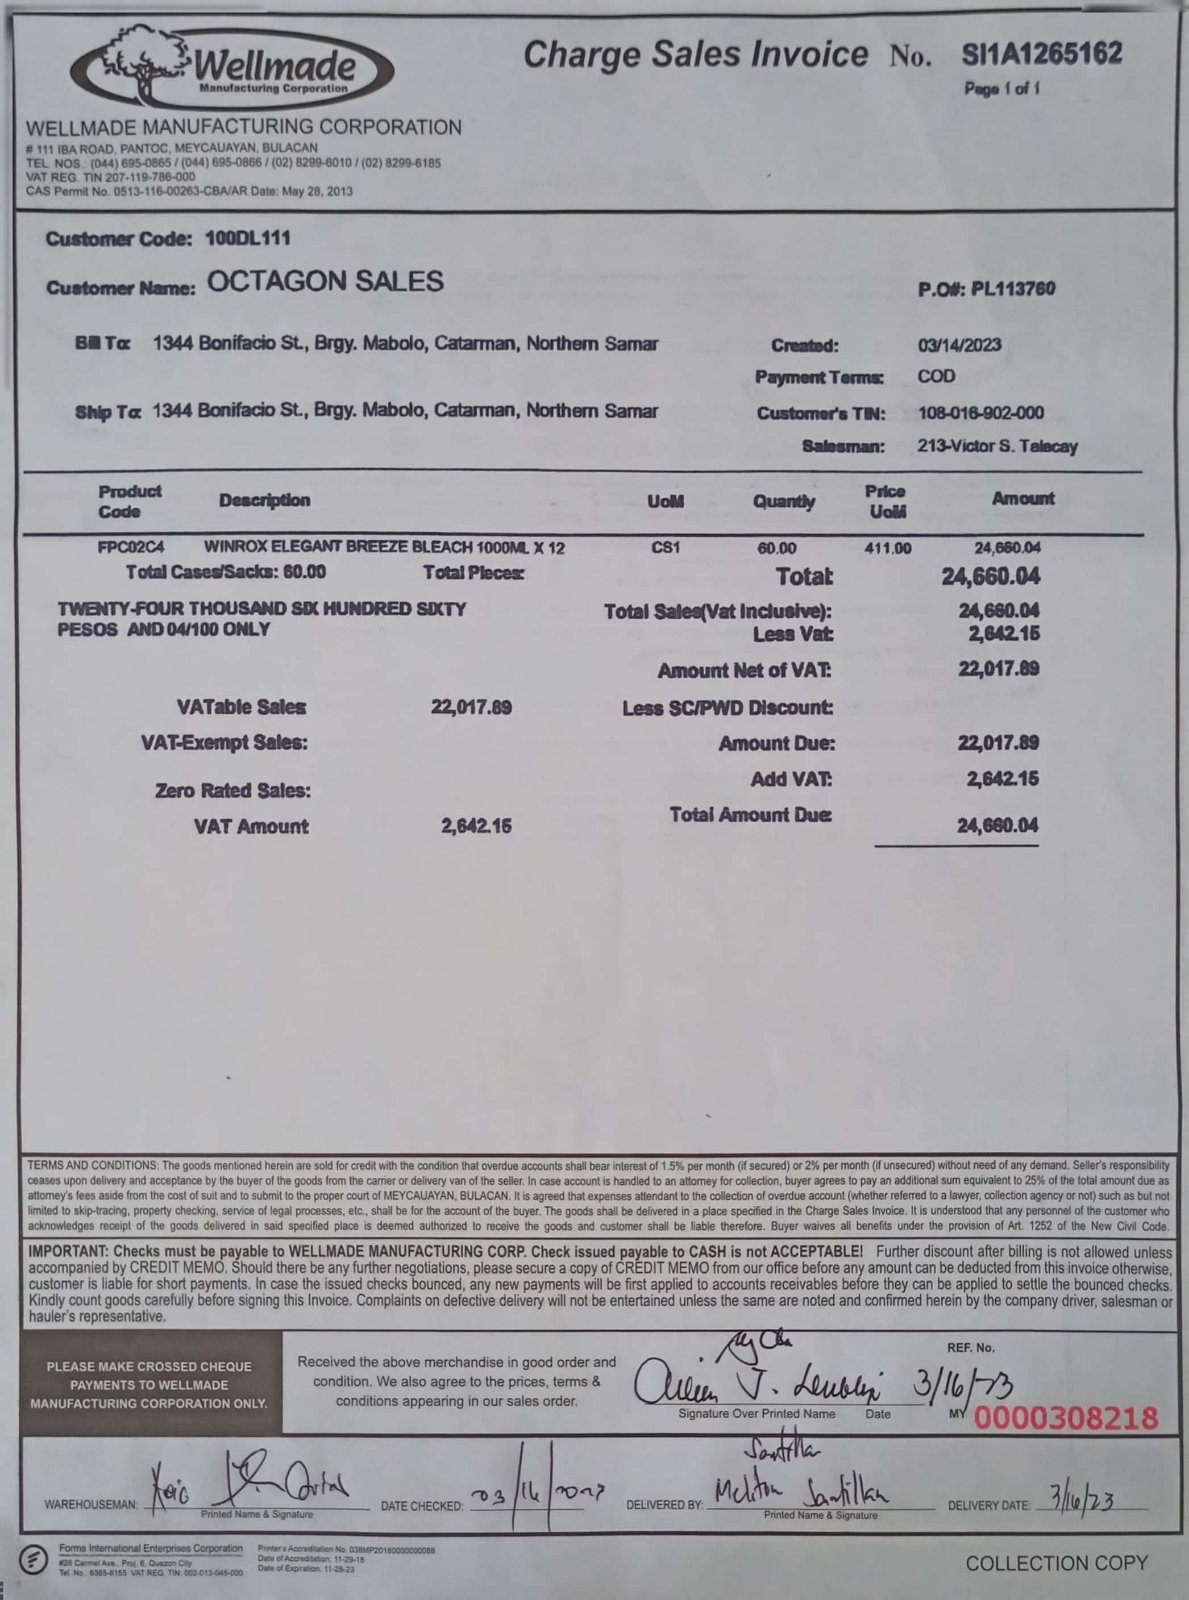 Wellmade
Manufacturing Corporation
Charge Sales Invoice No. SI1A1265162
Page 1 of 1
WELLMADE MANUFACTURING CORPORATION
# 111 IBA ROAD, PANTOC, MEYCAUAYAN, BULACAN
TEL. NOS.: (044) 695-0865 / (044) 695-0866 / (02) 8299-6010 / (02) 8299-6185
VAT REG. TIN 207-119-786-000
CAS Permit No. 0513-116-00263-CBA/AR Date: May 28, 2013
Customer Code: 100DL111
Customer Name: OCTAGON SALES
P.O#: PL113760
Bill To: 1344 Bonifacio St., Brgy. Mabolo, Catarman, Northern Samar
Created: 03/14/2023
Payment Terms: COD
Ship To: 1344 Bonifacio St., Brgy. Mabolo, Catarman, Northern Samar
Customer's TIN: 108-016-902-000
Salesman: 213-Victor S. Talacay
Product Code Description UoM Quantiy Price UoM Amount
FPC02C4 WINROX ELEGANT BREEZE BLEACH 1000ML X 12 CS1 60.00 411.00 24,660.04
Total Cases/Sacks: 60.00 Total Pieces: Total: 24,660.04
TWENTY-FOUR THOUSAND SIX HUNDRED SIXTY
PESOS AND 04/100 ONLY
Total Sales(Vat Inclusive): 24,660.04
Less Vat: 2,642.15
Amount Net of VAT: 22,017.89
VATable Sales 22,017.89 Less SC/PWD Discount:
VAT-Exempt Sales: Amount Due: 22,017.89
Zero Rated Sales: Add VAT: 2,642.15
VAT Amount 2,642.15 Total Amount Due: 24,660.04
TERMS AND CONDITIONS: The goods mentioned herein are sold for credit with the condition that overdue accounts shall bear interest of 1.5% per month (if secured) or 2% per month (if unsecured) without need of any demand. Seller's responsibility
ceases upon delivery and acceptance by the buyer of the goods from the carrier or delivery van of the seller. In case account is handled to an attorney for collection, buyer agrees to pay an additional sum equivalent to 25% of the total amount due as
attorney's fees aside from the cost of suit and to submit to the proper court of MEYCAUAYAN, BULACAN. It is agreed that expenses attendant to the collection of overdue account (whether referred to a lawyer, collection agency or not) such as but not
limited to skip-tracing, property checking, service of legal processes, etc., shall be for the account of the buyer. The goods shall be delivered in a place specified in the Charge Sales Invoice. It is understood that any personnel of the customer who
acknowledges receipt of the goods delivered in said specified place is deemed authorized to receive the goods and customer shall be liable therefore. Buyer waives all benefits under the provision of Art. 1252 of the New Civil Code.
IMPORTANT: Checks must be payable to WELLMADE MANUFACTURING CORP. Check issued payable to CASH is not ACCEPTABLE! Further discount after billing is not allowed unless
accompanied by CREDIT MEMO. Should there be any further negotiations, please secure a copy of CREDIT MEMO from our office before any amount can be deducted from this invoice otherwise,
customer is liable for short payments. In case the issued checks bounced, any new payments will be first applied to accounts receivables before they can be applied to settle the bounced checks.
Kindly count goods carefully before signing this Invoice. Complaints on defective delivery will not be entertained unless the same are noted and confirmed herein by the company driver, salesman or
hauler's representative.
PLEASE MAKE CROSSED CHEQUE
PAYMENTS TO WELLMADE
MANUFACTURING CORPORATION ONLY.
Received the above merchandise in good order and
condition. We also agree to the prices, terms &
conditions appearing in our sales order.
3/16/23
Signature Over Printed Name Date
REF. No.
MY 0000308218
WAREHOUSEMAN:
Printed Name & Signature
DATE CHECKED: 03/16/2023
DELIVERED BY: Meliton Santillan
Santillan
Printed Name & Signature
DELIVERY DATE: 3/16/23
Forms International Enterprises Corporation
#26 Carmel Ave., Proj. 6, Quezon City
Tel. No.: 8365-8155 VAT REG. TIN: 002-013-045-000
Printer's Accreditation No. 038MP20180000000088
Date of Accreditation: 11-29-18
Date of Expiration: 11-28-23
COLLECTION COPY